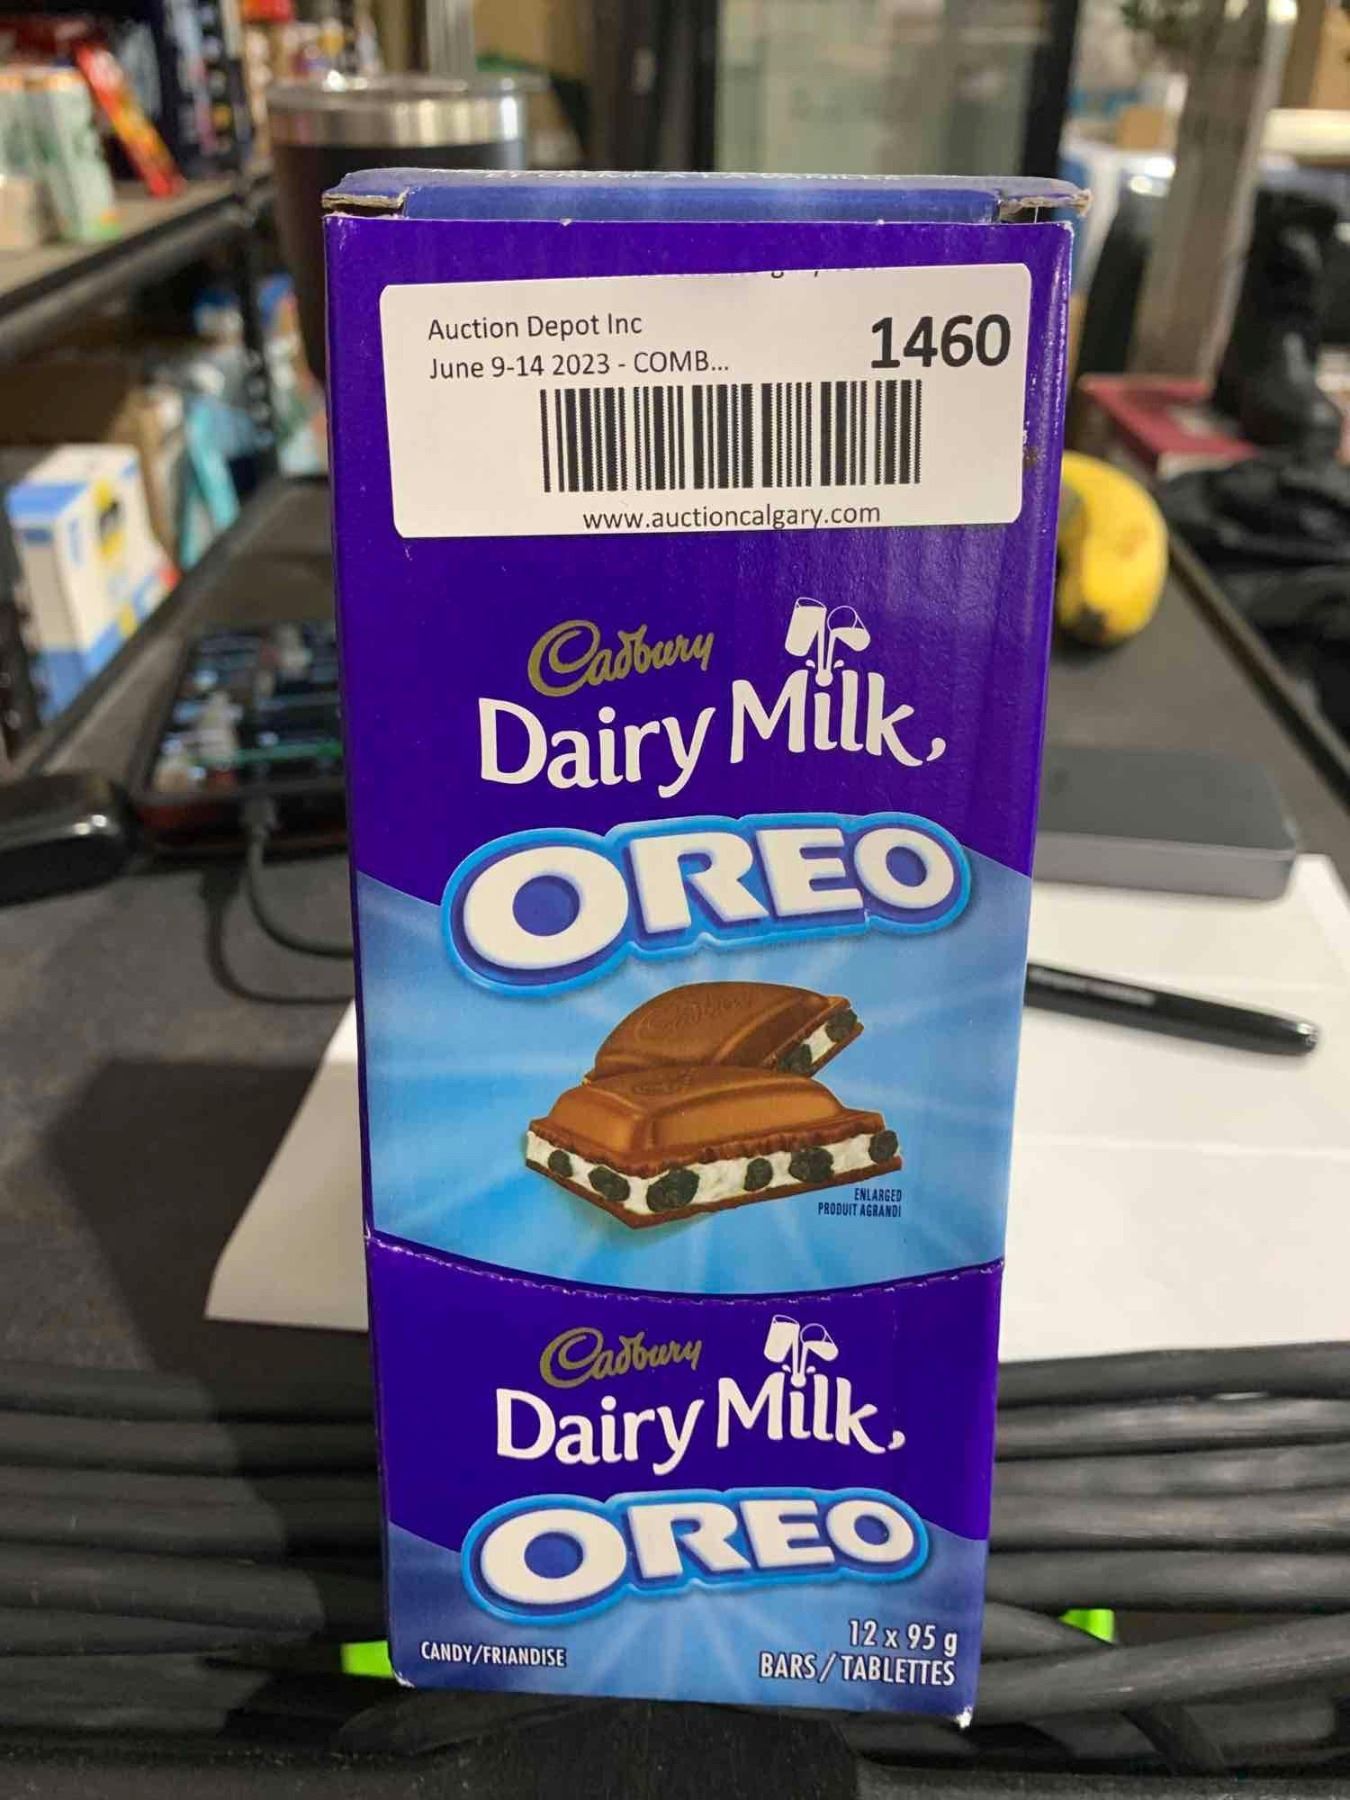 Auction Depot Inc
1460
June 9-14 2023 - COMB...
www.auctioncalgary.com
Cadbury
Dairy Milk,
OREO
Cadbury
ENLARGED
PRODUIT AGRANDI
Cadbury
Dairy Milk,
OREO
CANDY/FRIANDISE
12 x 95 g
BARS/TABLETTES